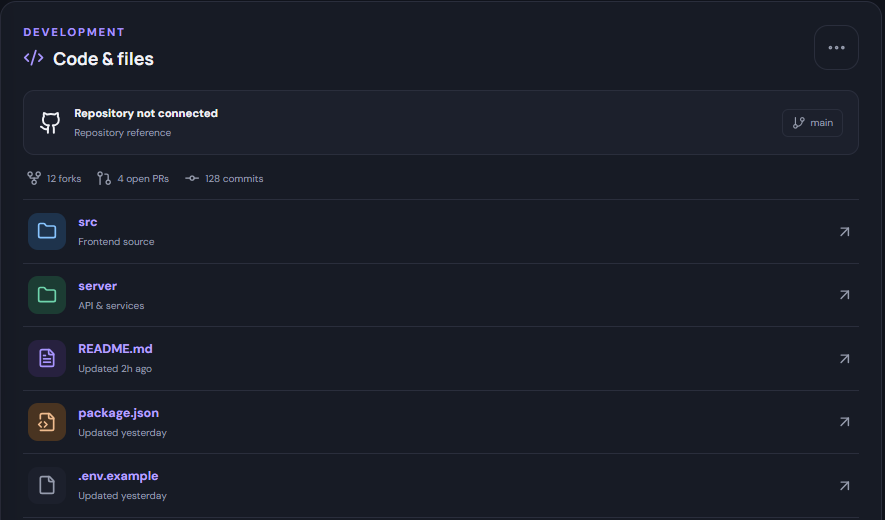 DEVELOPMENT
Code & files
Repository not connected
Repository reference
main
12 forks
4 open PRs
128 commits
src
Frontend source
server
API & services
README.md
Updated 2h ago
package.json
Updated yesterday
.env.example
Updated yesterday